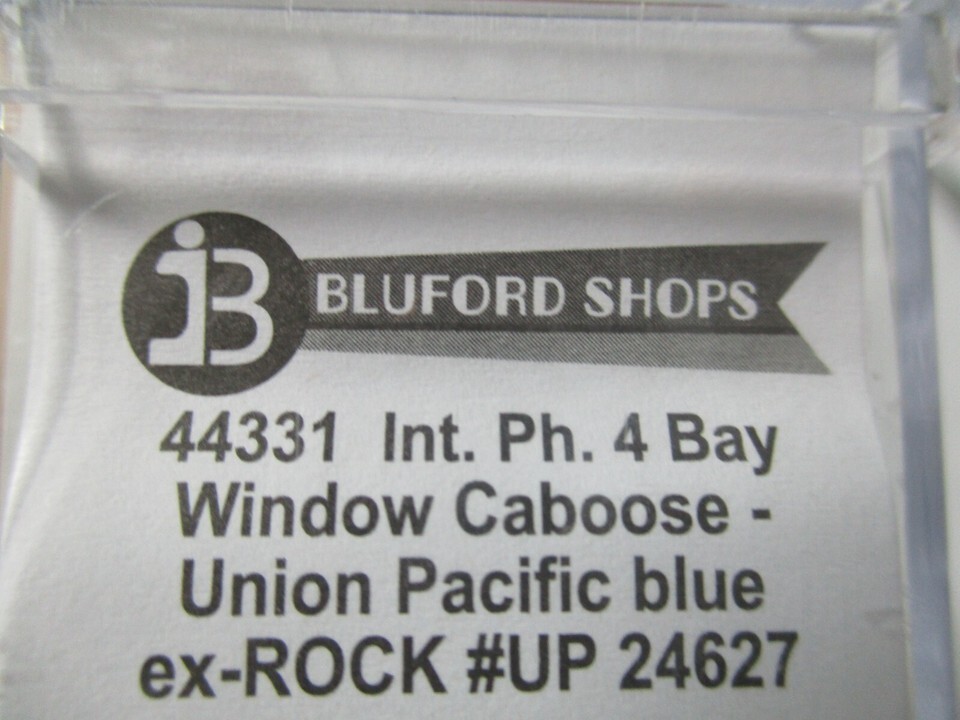 B
BLUFORD SHOPS
44331 Int. Ph. 4 Bay
Window Caboose -
Union Pacific blue
ex-ROCK #UP 24627